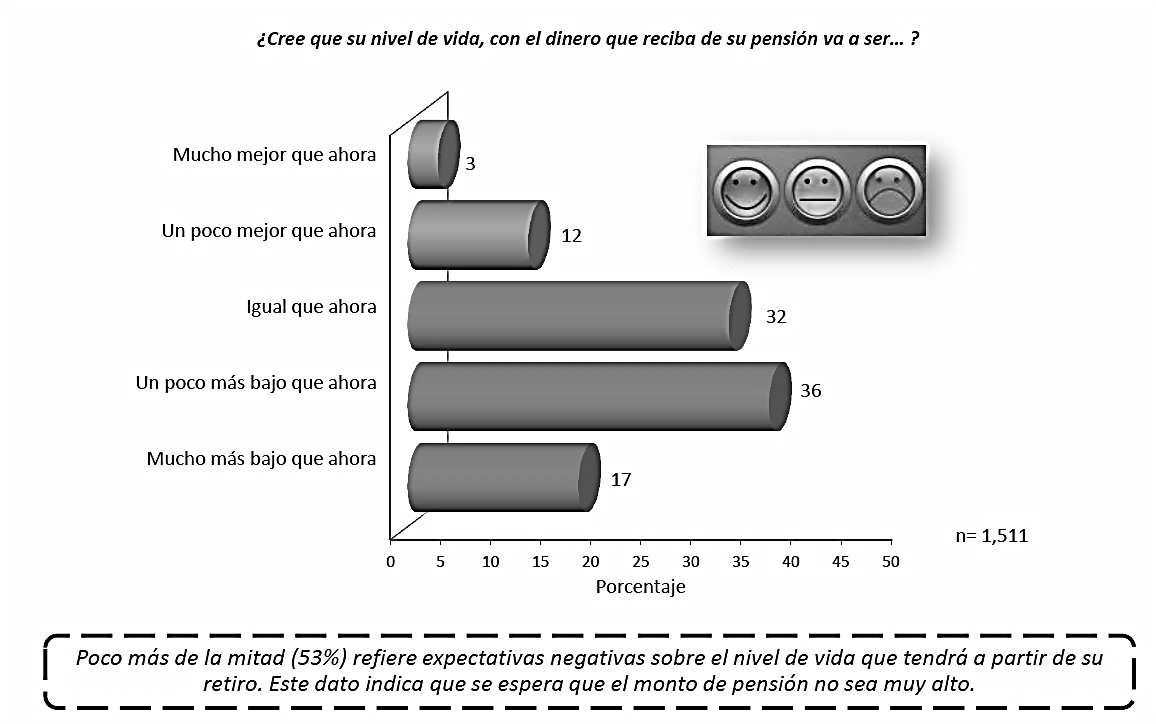 ¿Cree que su nivel de vida, con el dinero que reciba de su pensión va a ser... ?
Mucho mejor que ahora
3
Un poco mejor que ahora
12
Igual que ahora
32
Un poco más bajo que ahora
36
Mucho más bajo que ahora
17
n= 1,511
0 5 10 15 20 25 30 35 40 45 50
Porcentaje
Poco más de la mitad (53%) refiere expectativas negativas sobre el nivel de vida que tendrá a partir de su
retiro. Este dato indica que se espera que el monto de pensión no sea muy alto.